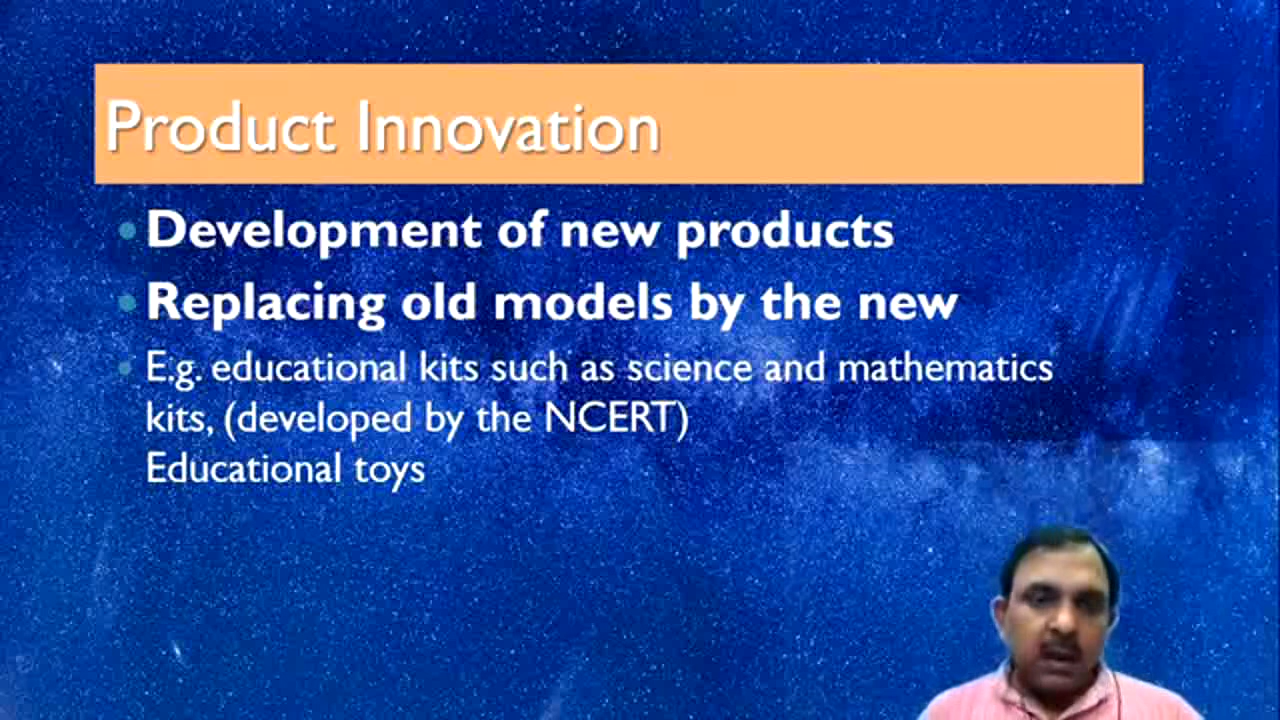 Product Innovation
Development of new products
Replacing old models by the new
E.g. educational kits such as science and mathematics
kits, (developed by the NCERT)
Educational toys